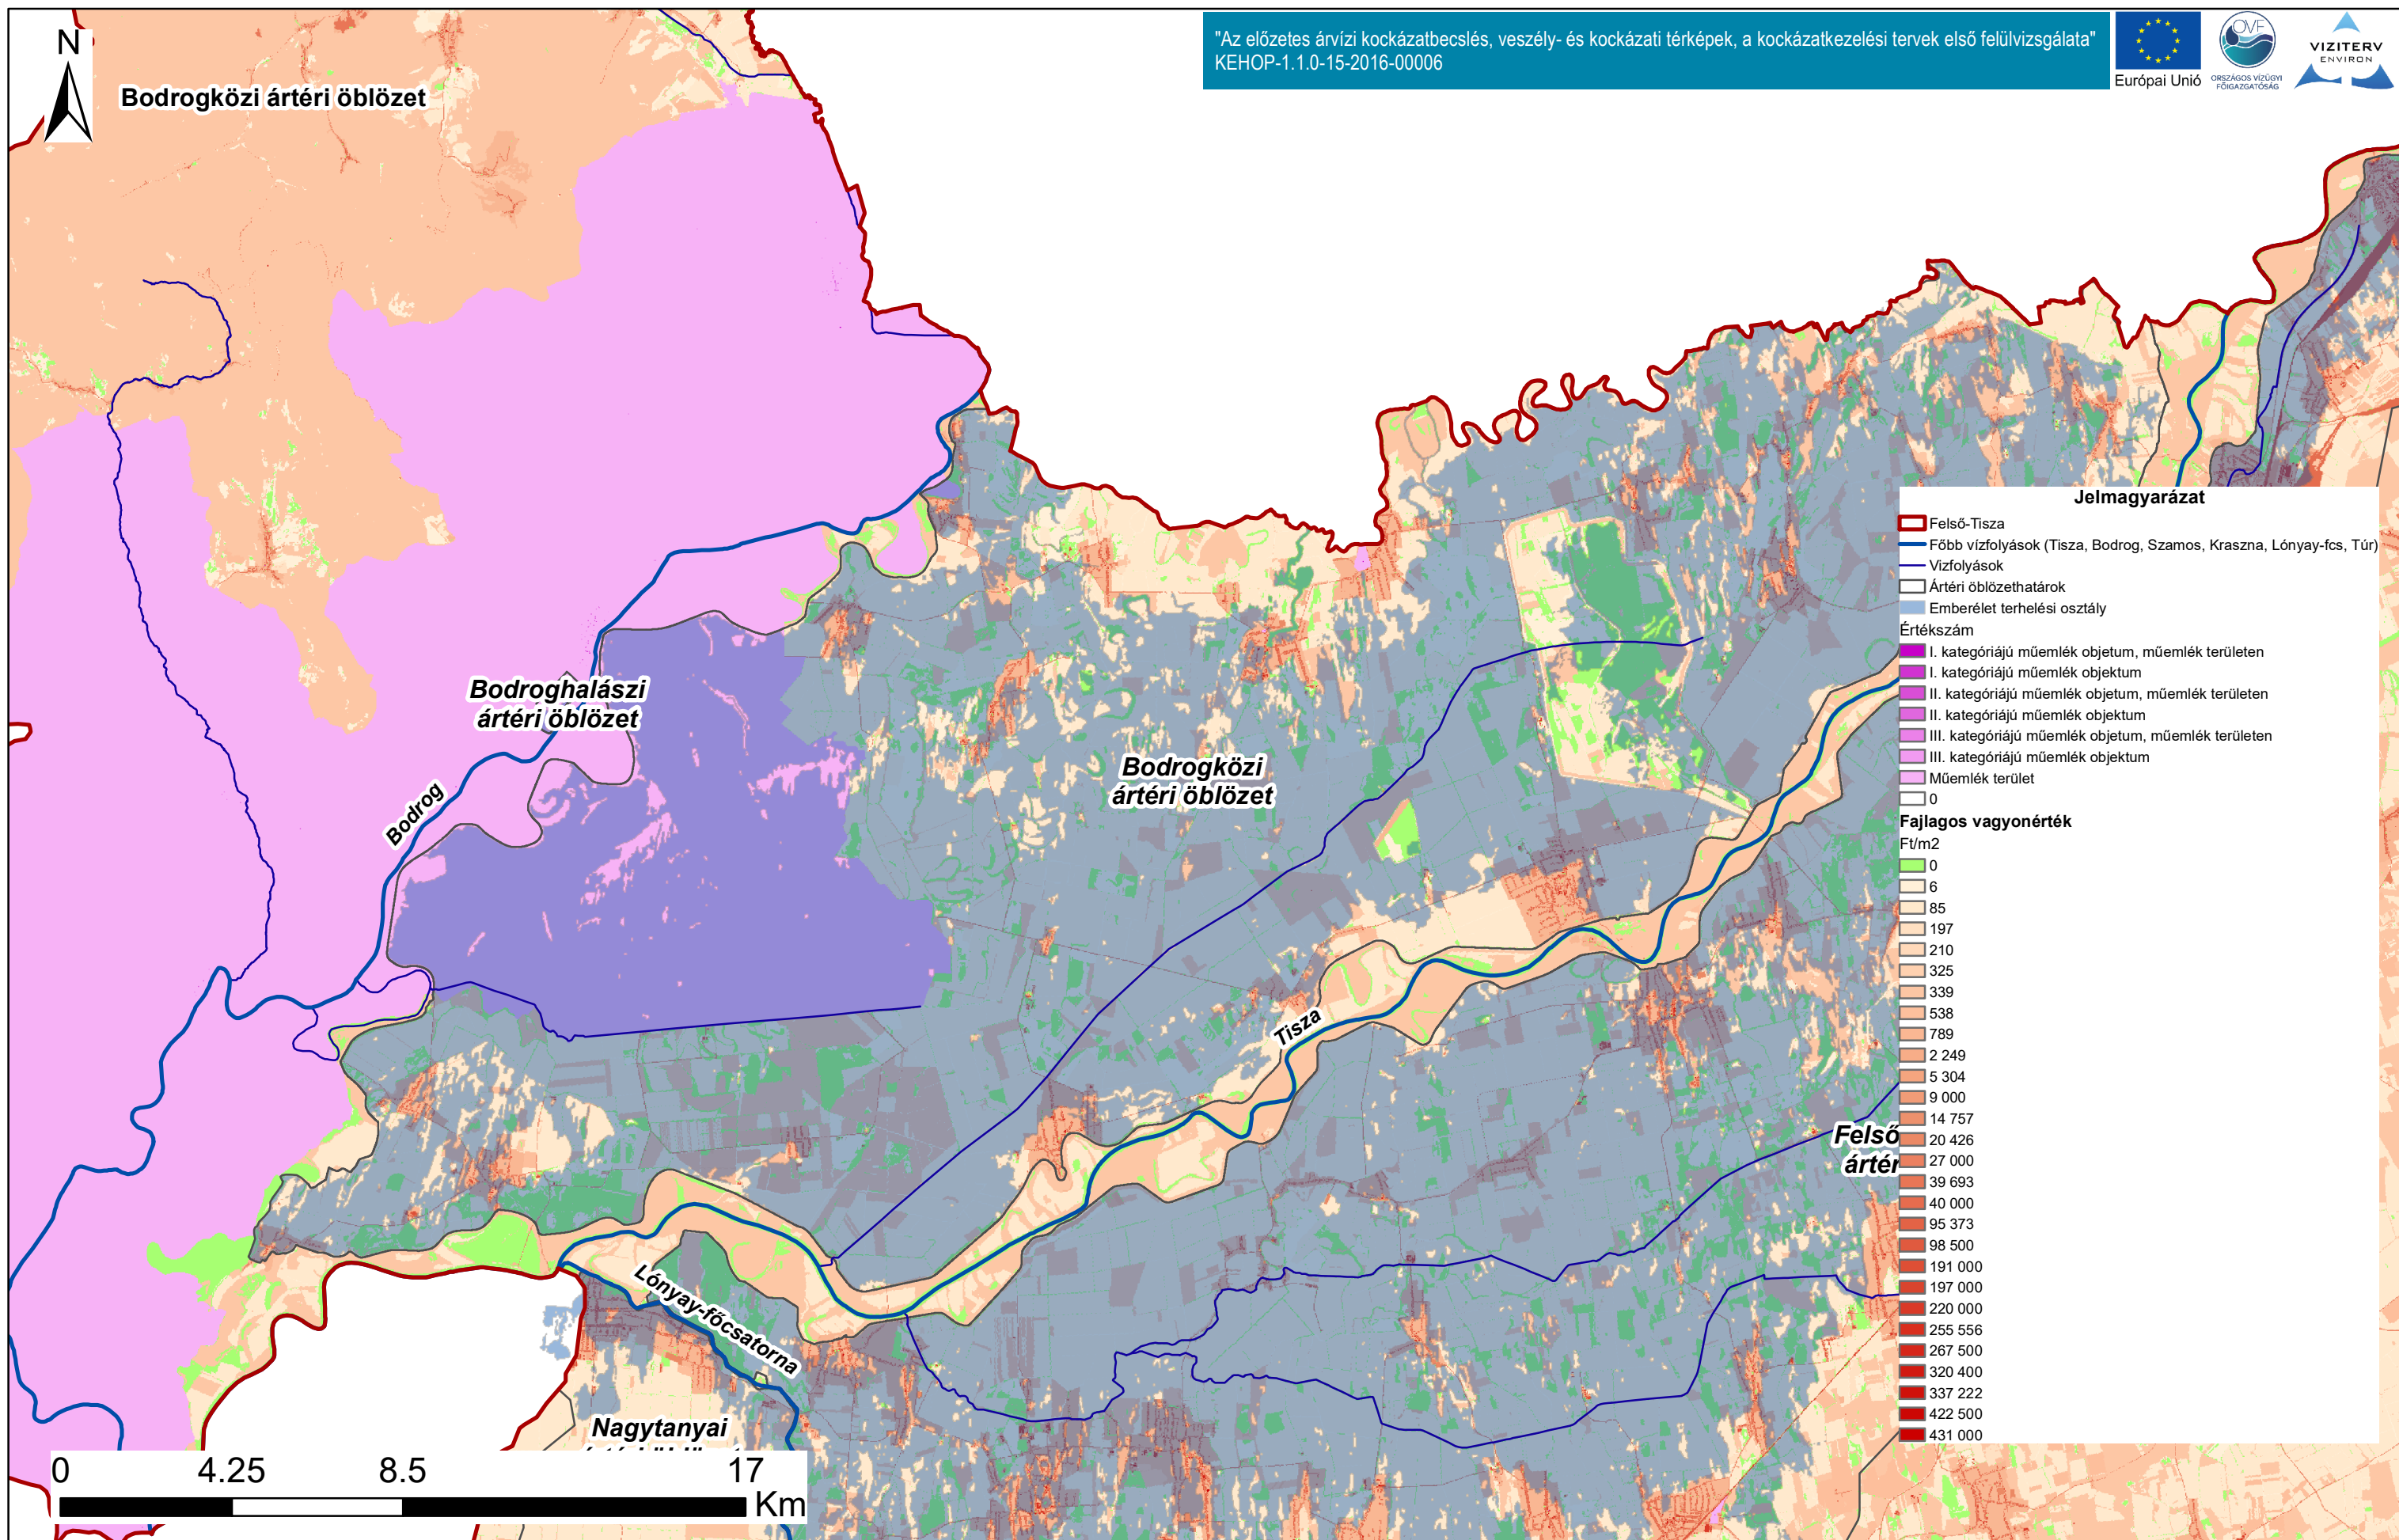 N
Bodrogközi ártéri öblözet
"Az előzetes árvízi kockázatbecslés, veszély- és kockázati térképek, a kockázatkezelési tervek első felülvizsgálata"
KEHOP-1.1.0-15-2016-00006
Európai Unió
OVF
ORSZÁGOS VÍZÜGYI
FŐIGAZGATÓSÁG
VIZITERV
ENVIRON
Bodroghalászi
ártéri öblözet
Bodrog
Bodrogközi
ártéri öblözet
Tisza
Lónyay-főcsatorna
Nagytanyai
Felső
ártér
Jelmagyarázat
Felső-Tisza
Főbb vízfolyások (Tisza, Bodrog, Szamos, Kraszna, Lónyay-fcs, Túr)
Vizfolyások
Ártéri öblözethatárok
Emberélet terhelési osztály
Értékszám
I. kategóriájú műemlék objetum, műemlék területen
I. kategóriájú műemlék objektum
II. kategóriájú műemlék objetum, műemlék területen
II. kategóriájú műemlék objektum
III. kategóriájú műemlék objetum, műemlék területen
III. kategóriájú műemlék objektum
Műemlék terület
0
Fajlagos vagyonérték
Ft/m2
0
6
85
197
210
325
339
538
789
2 249
5 304
9 000
14 757
20 426
27 000
39 693
40 000
95 373
98 500
191 000
197 000
220 000
255 556
267 500
320 400
337 222
422 500
431 000
0 4.25 8.5 17
Km